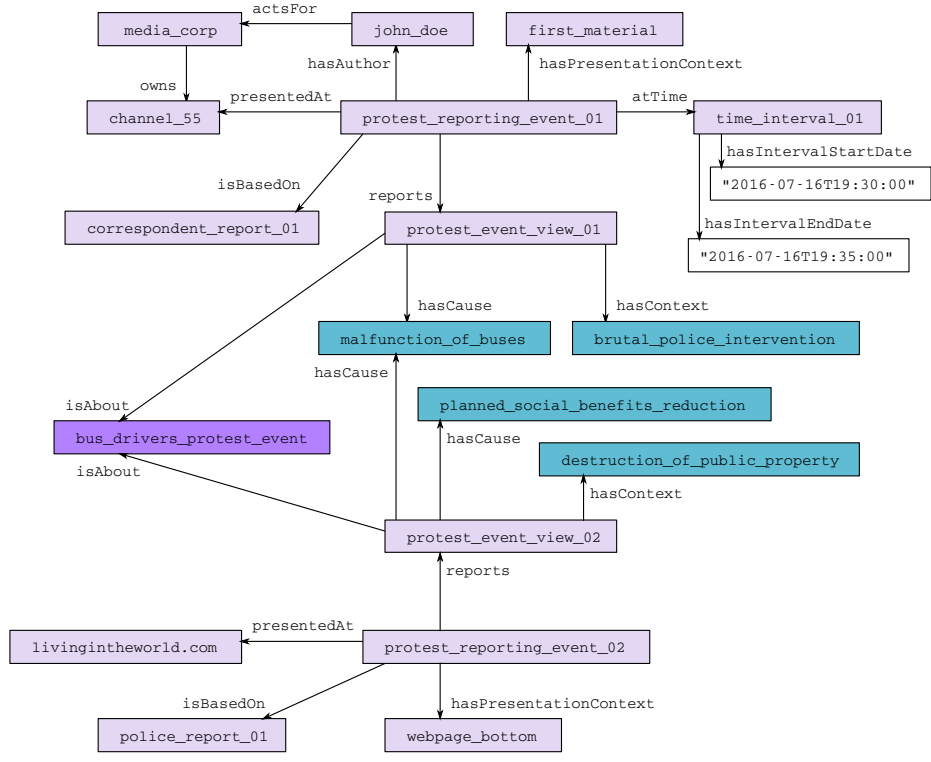 actsFor
media_corp
john_doe
first_material
hasAuthor
hasPresentationContext
owns
presentedAt
atTime
channel_55
protest_reporting_event_01
time_interval_01
hasIntervalStartDate
isBasedOn
"2016-07-16T19:30:00"
reports
correspondent_report_01
protest_event_view_01
hasIntervalEndDate
"2016-07-16T19:35:00"
hasCause
hasContext
malfunction_of_buses
brutal_police_intervention
hasCause
isAbout
planned_social_benefits_reduction
bus_drivers_protest_event
hasCause
isAbout
destruction_of_public_property
hasContext
protest_event_view_02
reports
presentedAt
livingintheworld.com
protest_reporting_event_02
isBasedOn
hasPresentationContext
police_report_01
webpage_bottom